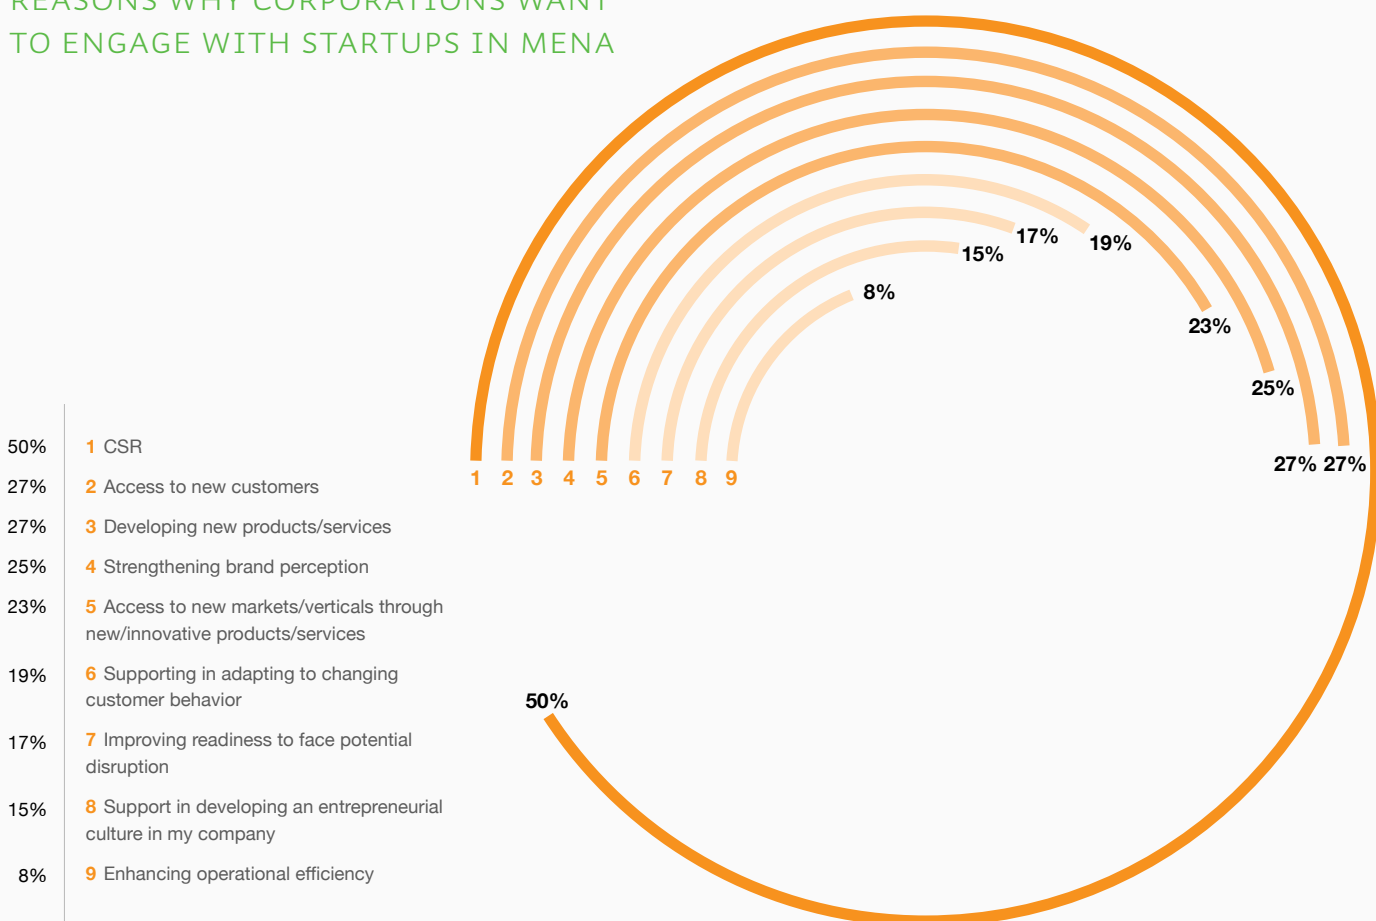 REASONS WHY CORPORATIONS WANT
TO ENGAGE WITH STARTUPS IN MENA
17%
19%
15%
8%
23%
25%
27% 27%
1 2 3 4 5 6 7 8 9
50%
50% 1 CSR
27% 2 Access to new customers
27% 3 Developing new products/services
25% 4 Strengthening brand perception
23% 5 Access to new markets/verticals through
new/innovative products/services
19% 6 Supporting in adapting to changing
customer behavior
17% 7 Improving readiness to face potential
disruption
15% 8 Support in developing an entrepreneurial
culture in my company
8% 9 Enhancing operational efficiency